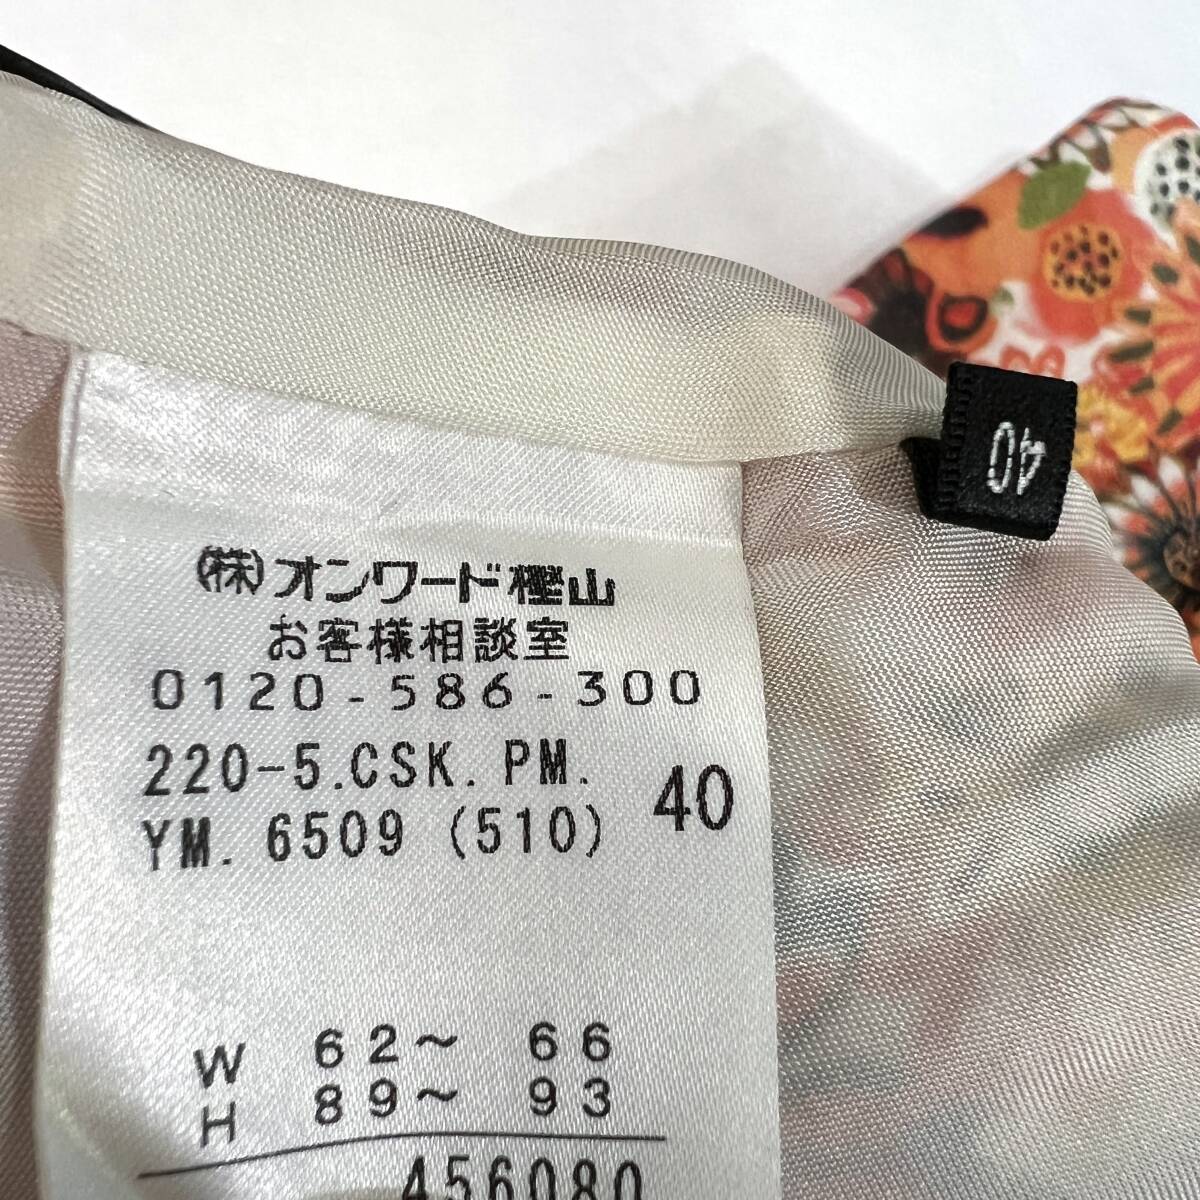 40
(株)オンワード樫山
お客様相談室
0120-586-300
220-5.CSK.PM.
YM.6509(510)
40
W 62~ 66
H 89~ 93
456080